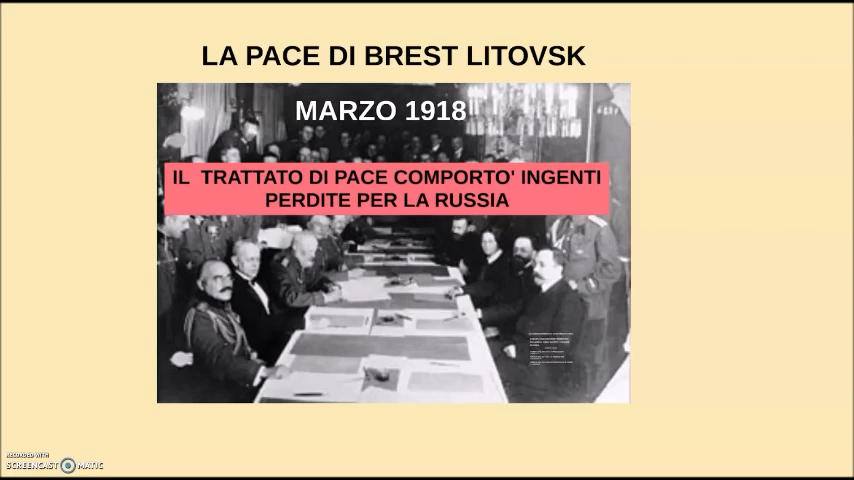 LA PACE DI BREST LITOVSK
MARZO 1918
IL TRATTATO DI PACE COMPORTO' INGENTI
PERDITE PER LA RUSSIA
RECORDED WITH
SCREENCAST MATIC